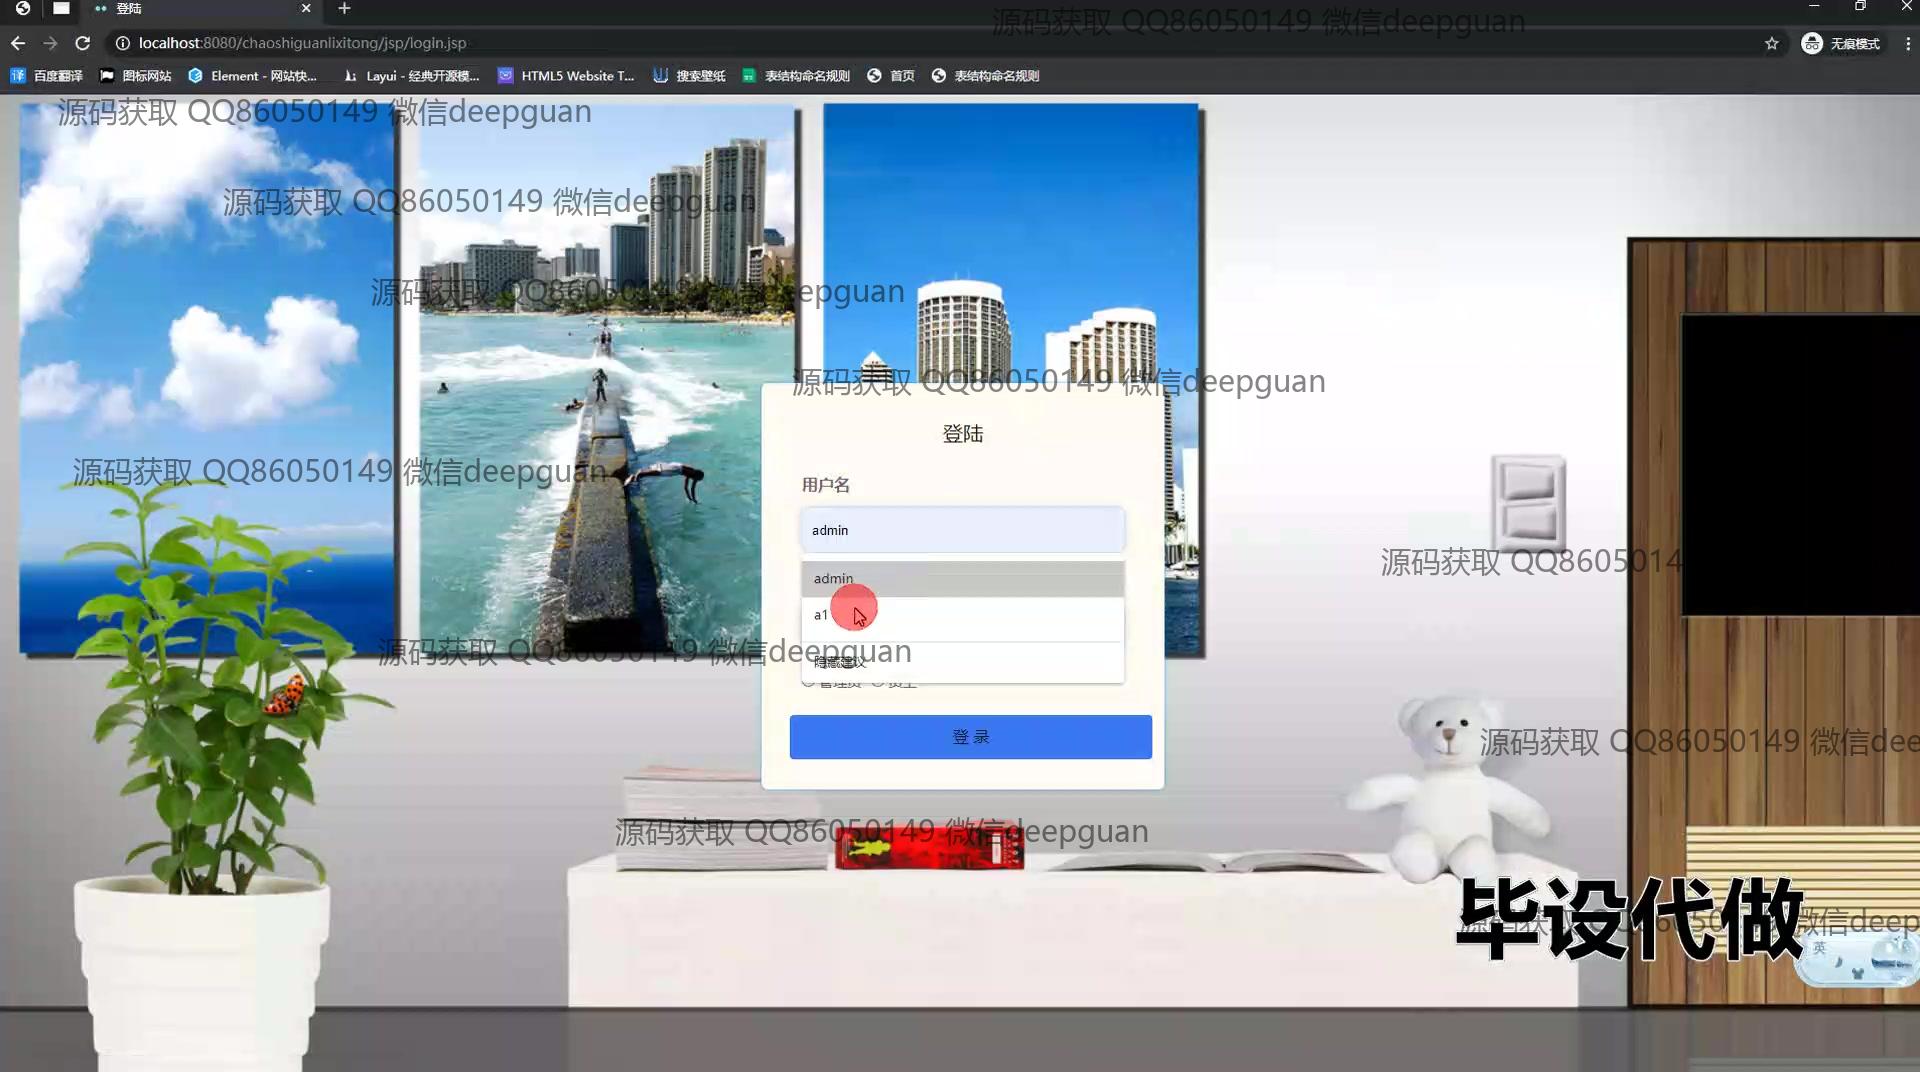 登陆
源码获取 QQ86050149 微信deepguan
localhost:8080/chaoshiguanlixitong/jsp/login.jsp
无痕模式
百度翻译
图标网站
Element - 网站快...
Layui - 经典开源模...
HTML5 Website T...
搜索壁纸
表结构命名规则
首页
表结构命名规则
源码获取 QQ86050149 微信deepguan
源码获取 QQ86050149 微信deepguan
源码获取 QQ86050149 微信deepguan
源码获取 QQ86050149 微信deepguan
登陆
源码获取 QQ86050149 微信deepguan
用户名
admin
源码获取 QQ8605014
admin
a1
源码获取 QQ86050149 微信deepguan
隐藏建议
管理员 员工
登 录
源码获取 QQ86050149 微信dee
源码获取 QQ86050149 微信deepguan
毕设代做
微信deep
英